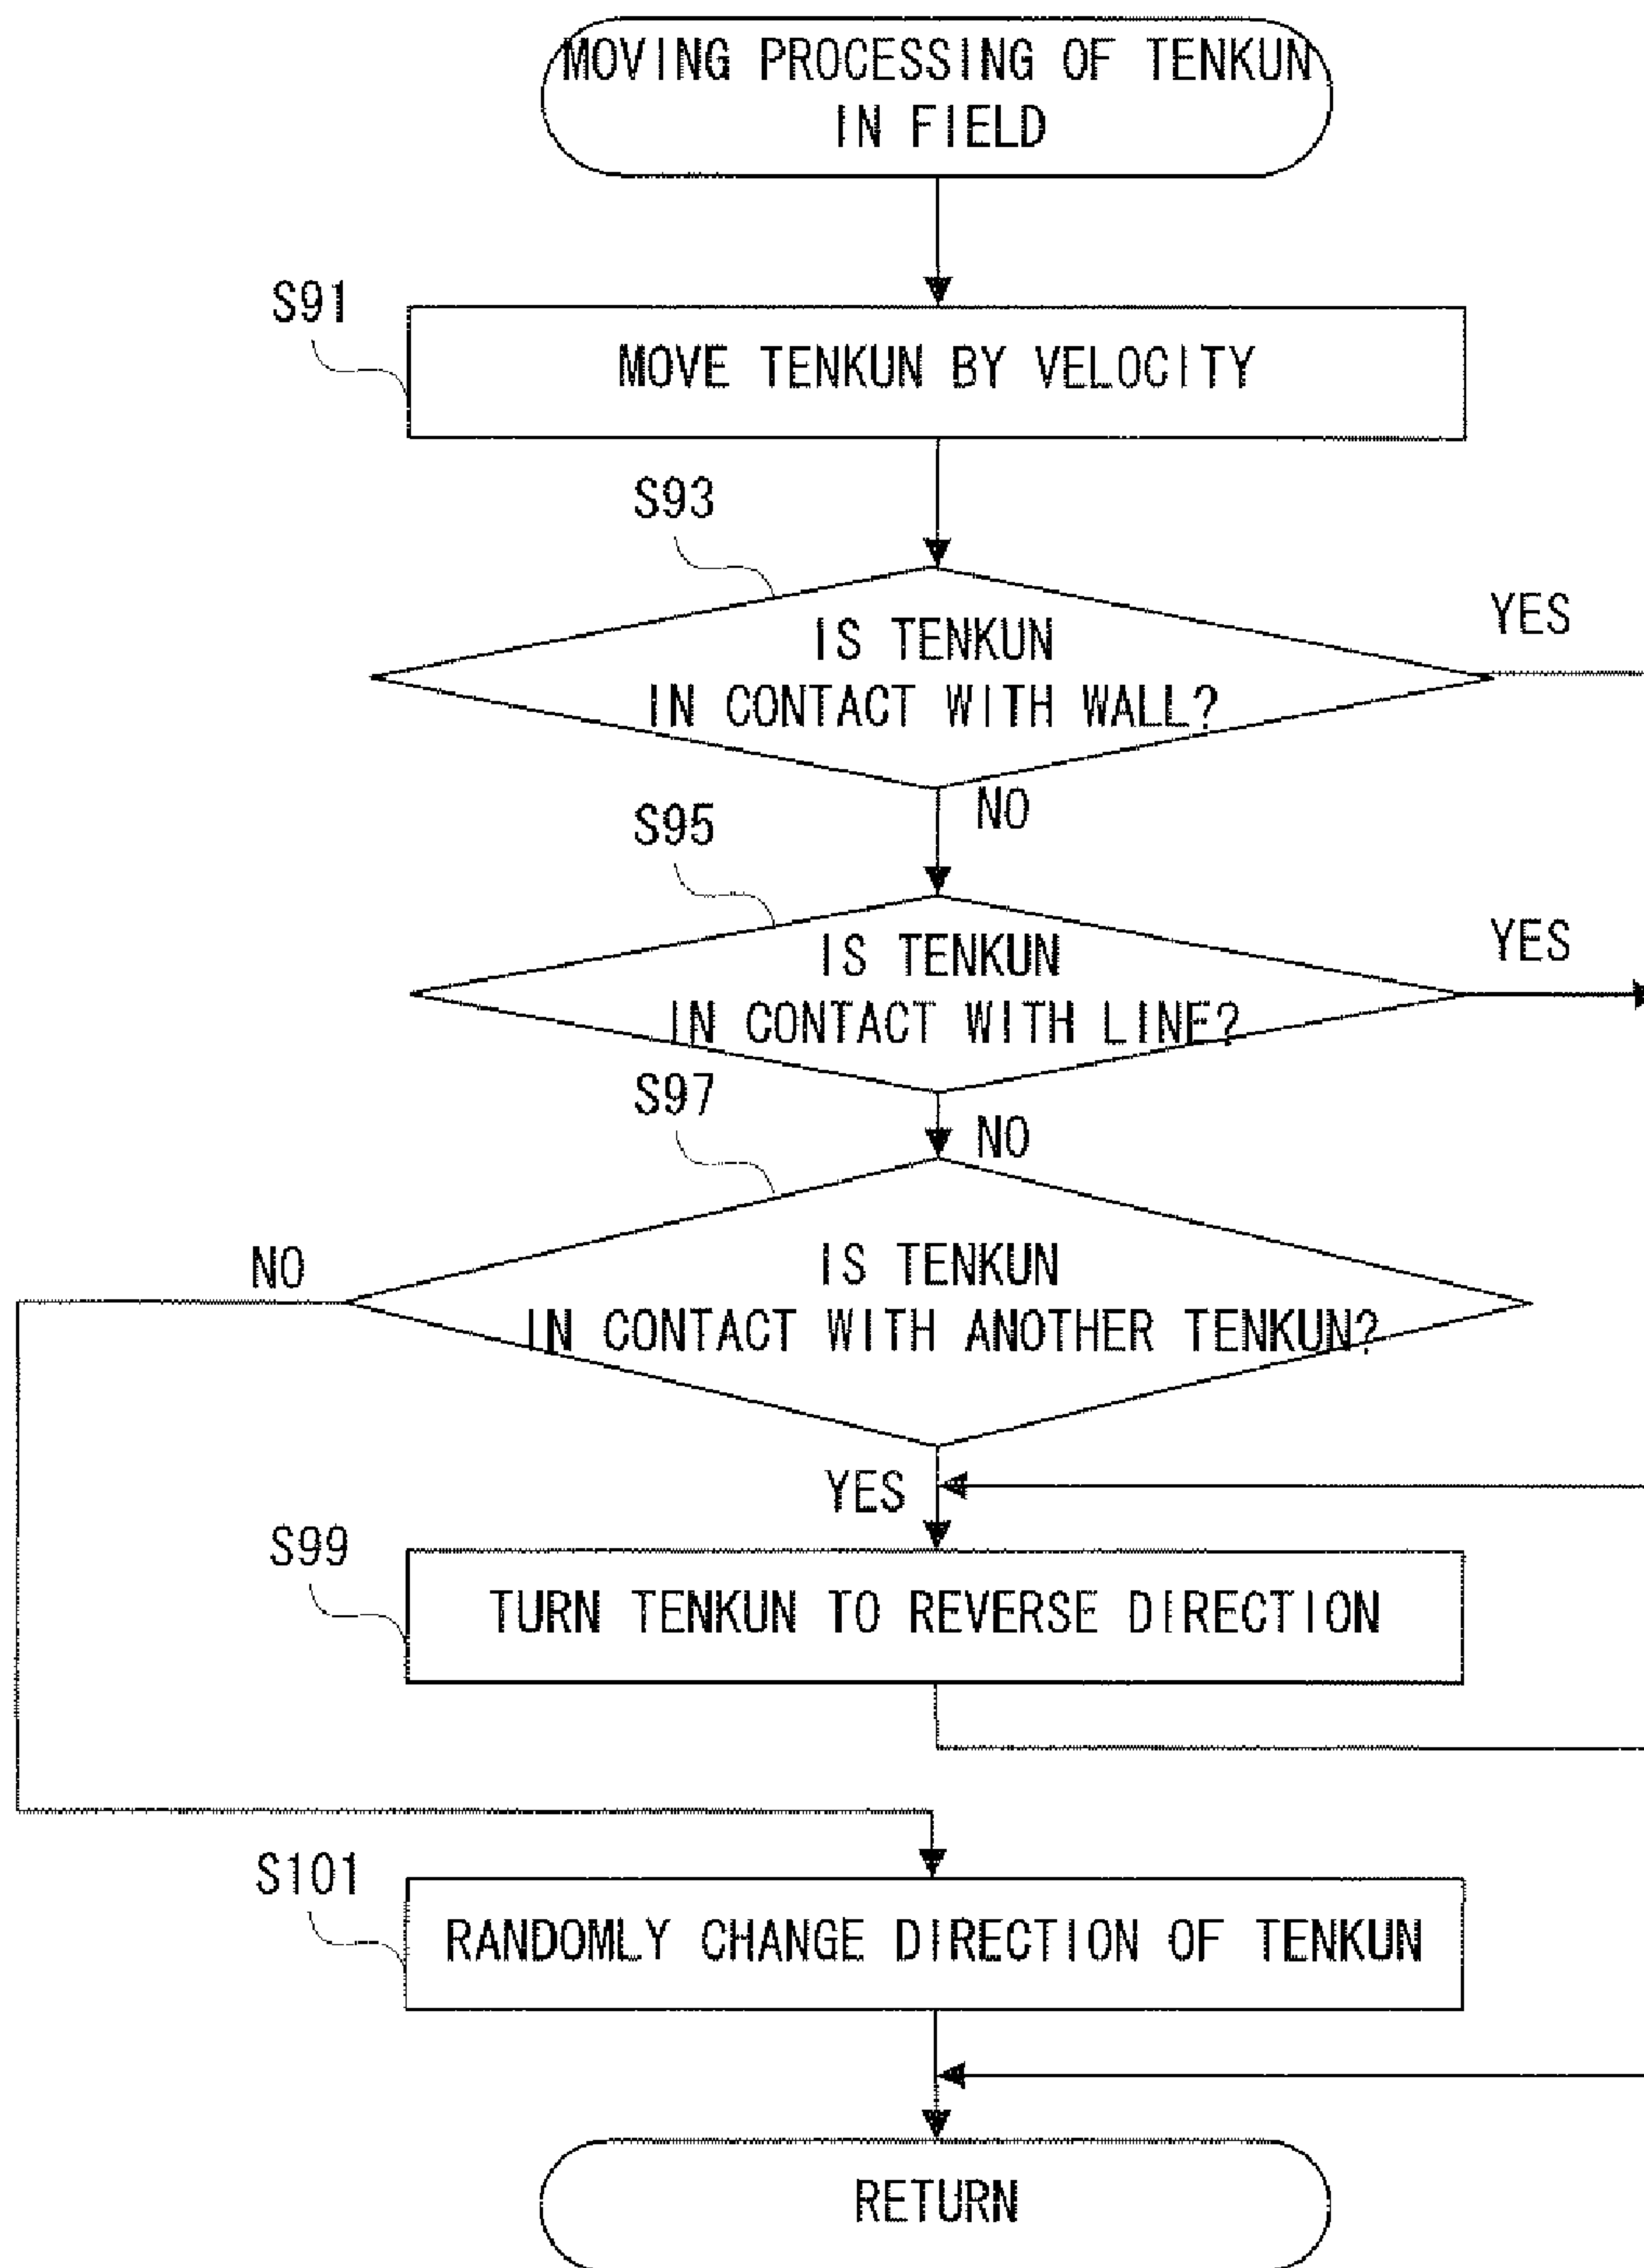 MOVING PROCESSING OF TENKUN
IN FIELD
S91
MOVE TENKUN BY VELOCITY
S93
IS TENKUN
IN CONTACT WITH WALL?
YES
NO
S95
IS TENKUN
IN CONTACT WITH LINE?
YES
NO
S97
IS TENKUN
IN CONTACT WITH ANOTHER TENKUN?
NO
YES
S99
TURN TENKUN TO REVERSE DIRECTION
S101
RANDOMLY CHANGE DIRECTION OF TENKUN
RETURN